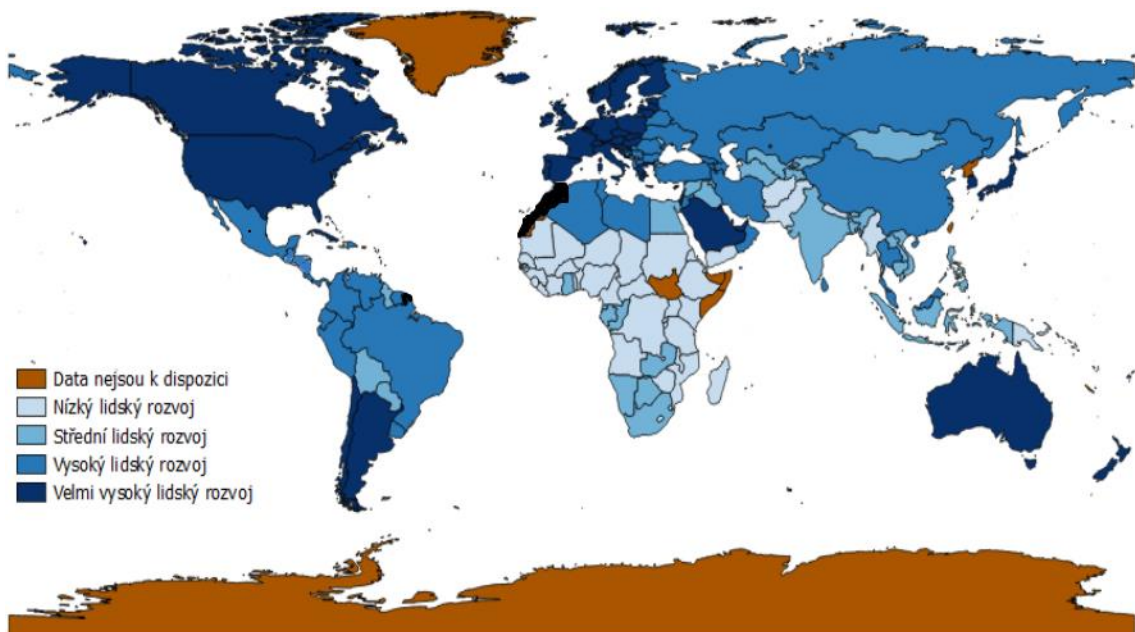 Data nejsou k dispozici
Nízký lidský rozvoj
Střední lidský rozvoj
Vysoký lidský rozvoj
Velmi vysoký lidský rozvoj